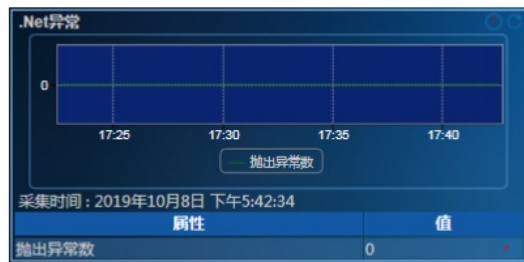 .Net异常
0
17:25 17:30 17:35 17:40
抛出异常数
采集时间 : 2019年10月8日 下午5:42:34
属性 值
抛出异常数 0